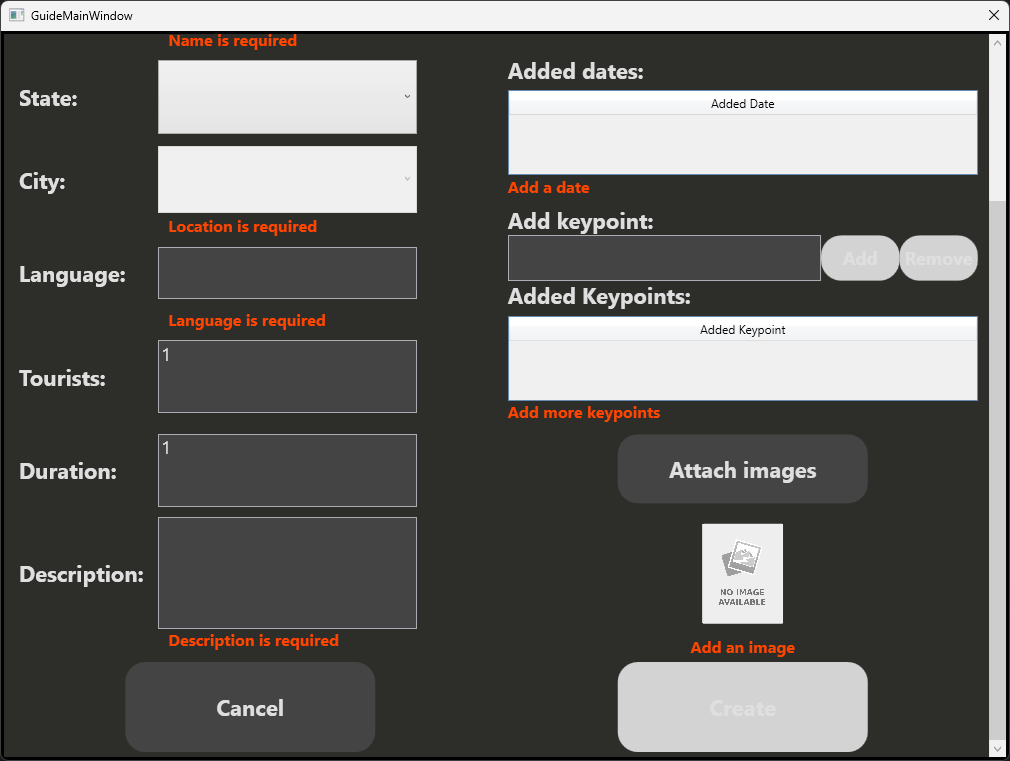 GuideMainWindow
Name is required
State:
City:
Location is required
Language:
Language is required
Tourists:
1
Duration:
1
Description:
Description is required
Cancel
Added dates:
Added Date
Add a date
Add keypoint:
Add
Remove
Added Keypoints:
Added Keypoint
Add more keypoints
Attach images
NO IMAGE
AVAILABLE
Add an image
Create